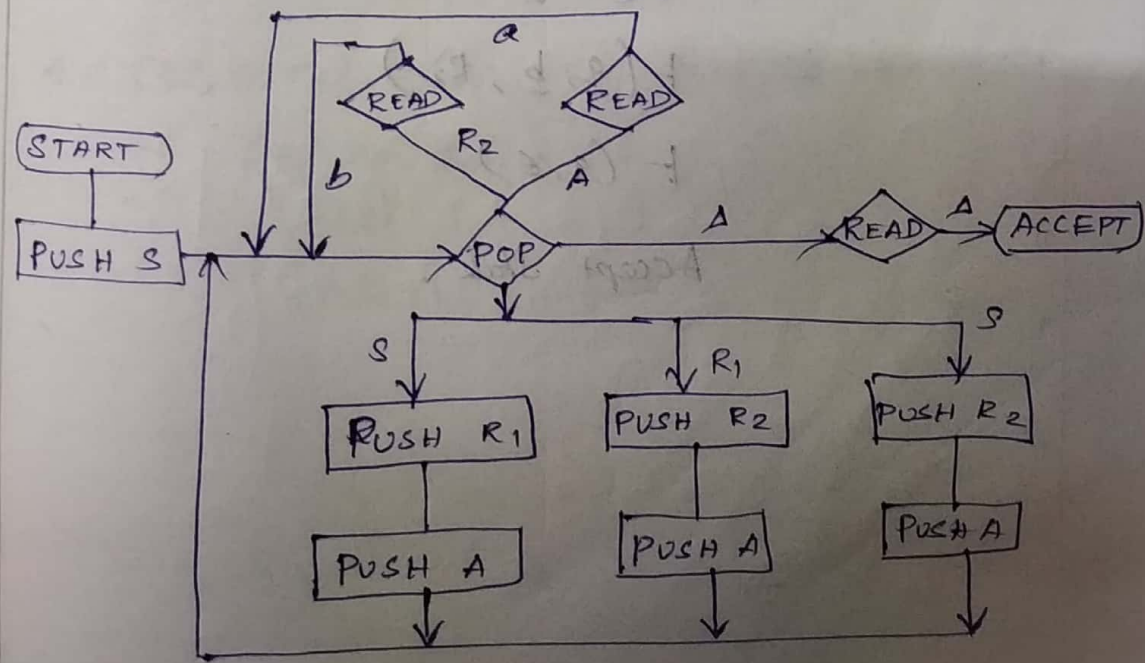 a
READ
READ
START
R2
b
A
PUSH S
POP
Δ
READ
Δ
ACCEPT
S
R1
S
PUSH R1
PUSH R2
PUSH R2
PUSH A
PUSH A
PUSH A